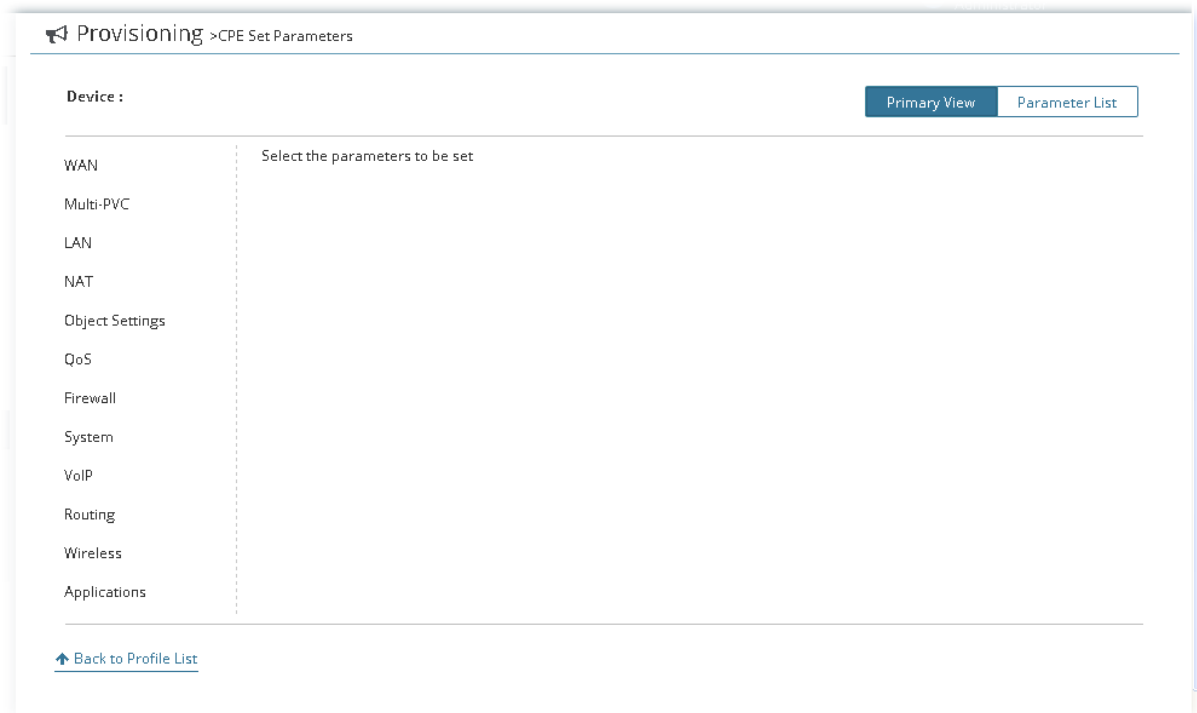 Provisioning >CPE Set Parameters
Device :
Primary View
Parameter List
WAN
Select the parameters to be set
Multi-PVC
LAN
NAT
Object Settings
QoS
Firewall
System
VoIP
Routing
Wireless
Applications
Back to Profile List